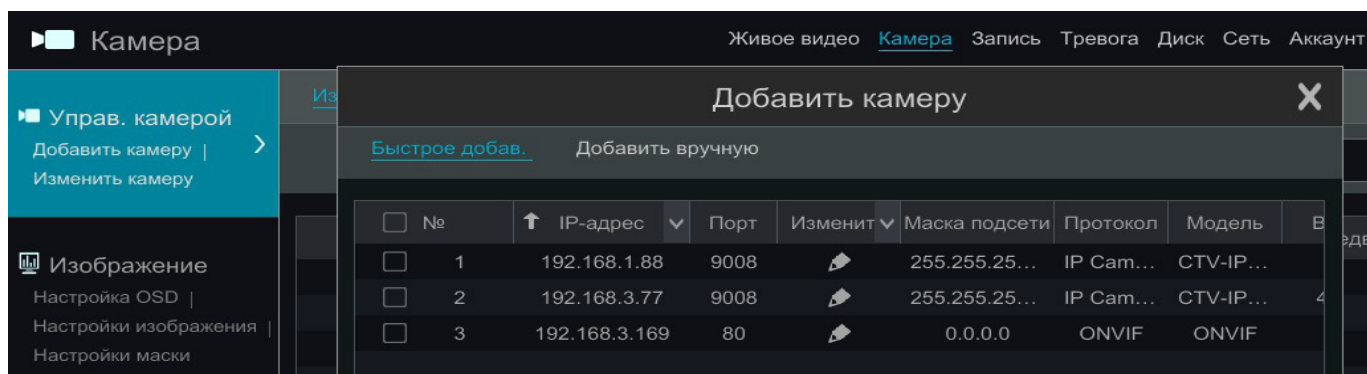 Камера
Живое видео Камера Запись Тревога Диск Сеть Аккаунт
Управ. камерой
Добавить камеру |
Изменить камеру
Изображение
Настройка OSD |
Настройки изображения |
Настройки маски
Из
Добавить камеру X
Быстрое добав. Добавить вручную
№ IP-адрес Порт Изменит Маска подсети Протокол Модель В
1 192.168.1.88 9008 255.255.25... IP Cam... CTV-IP...
2 192.168.3.77 9008 255.255.25... IP Cam... CTV-IP... 4
3 192.168.3.169 80 0.0.0.0 ONVIF ONVIF